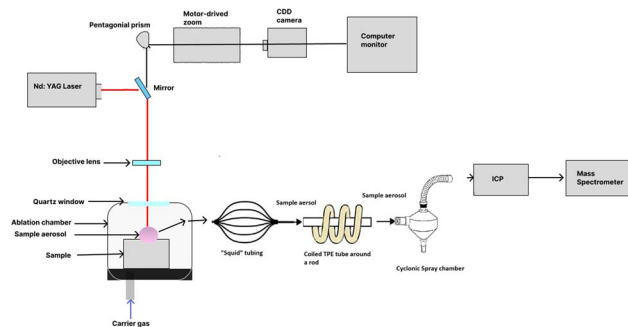 Pentagonial prism
Motor-drived
zoom
CDD
camera
Computer
monitor
Nd: YAG Laser
Mirror
Objective lens
Quartz window
Ablation chamber
Sample aerosol
Sample
Carrier gas
"Squid" tubing
Sample aersol
Coiled TPE tube around
a rod
Sample aerosol
Cyclonic Spray chamber
ICP
Mass
Spectrometer